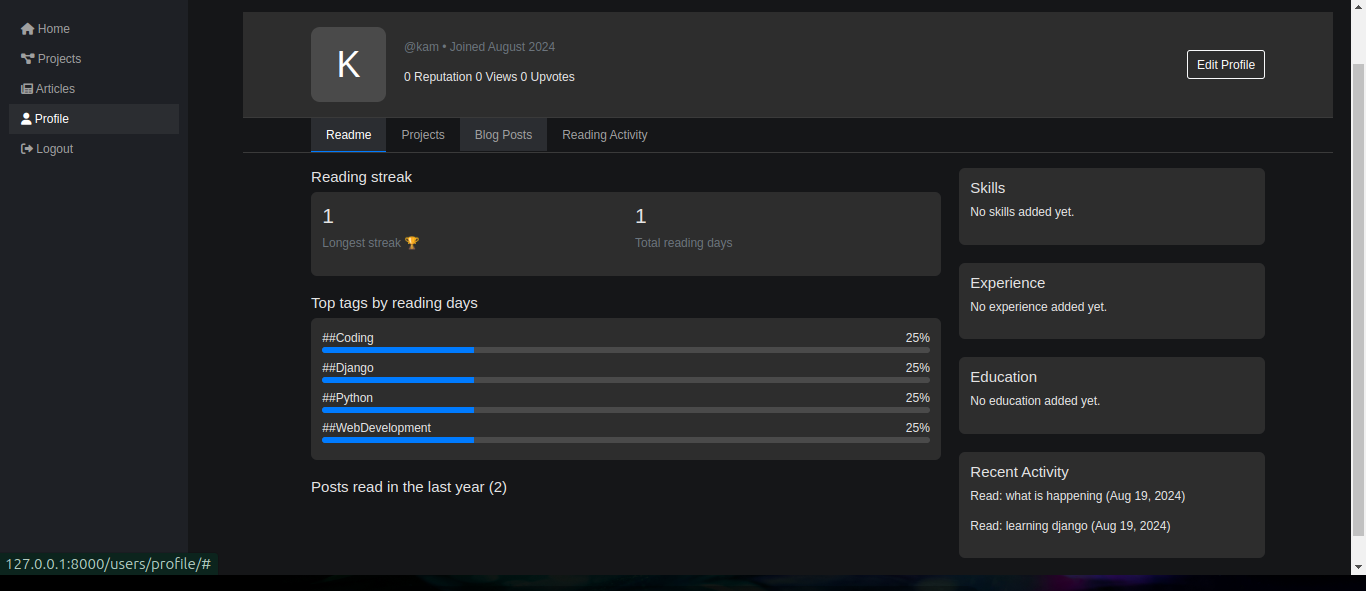 Home
Projects
Articles
Profile
Logout
K
@kam • Joined August 2024
0 Reputation 0 Views 0 Upvotes
Edit Profile
Readme Projects Blog Posts Reading Activity
Reading streak
1
Longest streak 🏆
1
Total reading days
Top tags by reading days
##Coding 25%
##Django 25%
##Python 25%
##WebDevelopment 25%
Posts read in the last year (2)
Skills
No skills added yet.
Experience
No experience added yet.
Education
No education added yet.
Recent Activity
Read: what is happening (Aug 19, 2024)
Read: learning django (Aug 19, 2024)
127.0.0.1:8000/users/profile/#